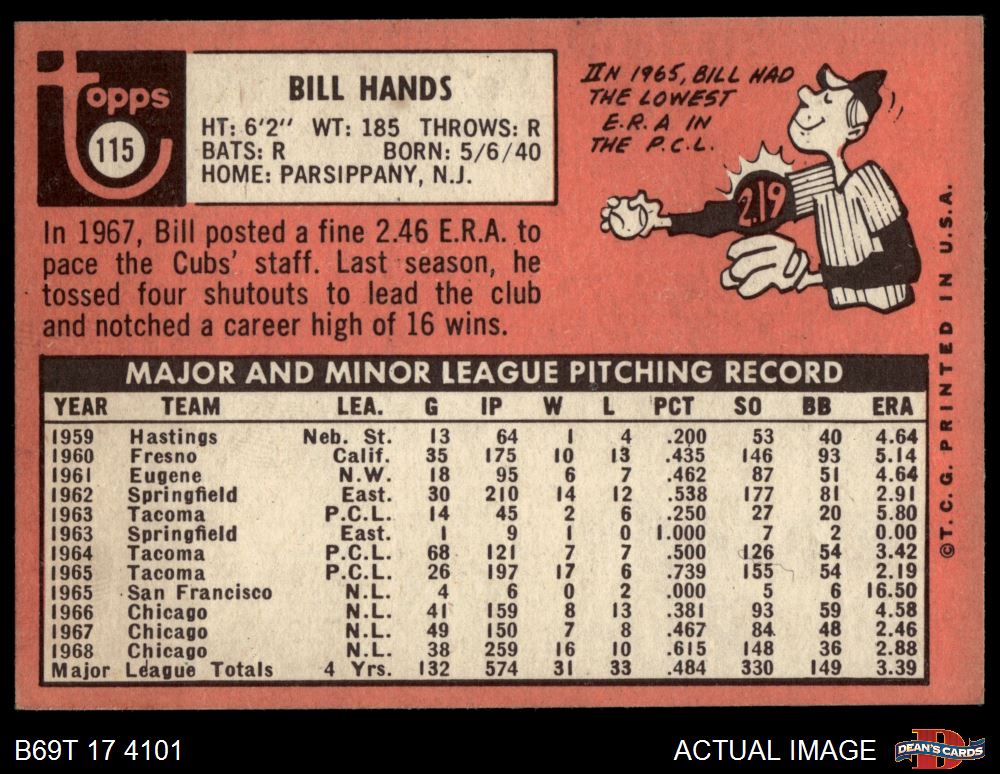 Topps
115
BILL HANDS
HT: 6'2" WT: 185 THROWS: R
BATS: R BORN: 5/6/40
HOME: PARSIPPANY, N.J.
IN 1965, BILL HAD
THE LOWEST
E.R.A IN
THE P.C.L.
2.19
In 1967, Bill posted a fine 2.46 E.R.A. to
pace the Cubs' staff. Last season, he
tossed four shutouts to lead the club
and notched a career high of 16 wins.
MAJOR AND MINOR LEAGUE PITCHING RECORD
YEAR TEAM LEA. G IP W L PCT SO BB ERA
1959 Hastings Neb. St. 13 64 1 4 .200 53 40 4.64
1960 Fresno Calif. 35 175 10 13 .435 146 93 5.14
1961 Eugene N.W. 18 95 6 7 .462 87 51 4.64
1962 Springfield East. 30 210 14 12 .538 177 81 2.91
1963 Tacoma P.C.L. 14 45 2 6 .250 27 20 5.80
1963 Springfield East. 1 9 1 0 1.000 7 2 0.00
1964 Tacoma P.C.L. 68 121 7 7 .500 126 54 3.42
1965 Tacoma P.C.L. 26 197 17 6 .739 155 54 2.19
1965 San Francisco N.L. 4 6 0 2 .000 5 6 16.50
1966 Chicago N.L. 41 159 8 13 .381 93 59 4.58
1967 Chicago N.L. 49 150 7 8 .467 84 48 2.46
1968 Chicago N.L. 38 259 16 10 .615 148 36 2.88
Major League Totals 4 Yrs. 132 574 31 33 .484 330 149 3.39
©T.C.G. PRINTED IN U.S.A.
B69T 17 4101
ACTUAL IMAGE
DEAN'S CARDS